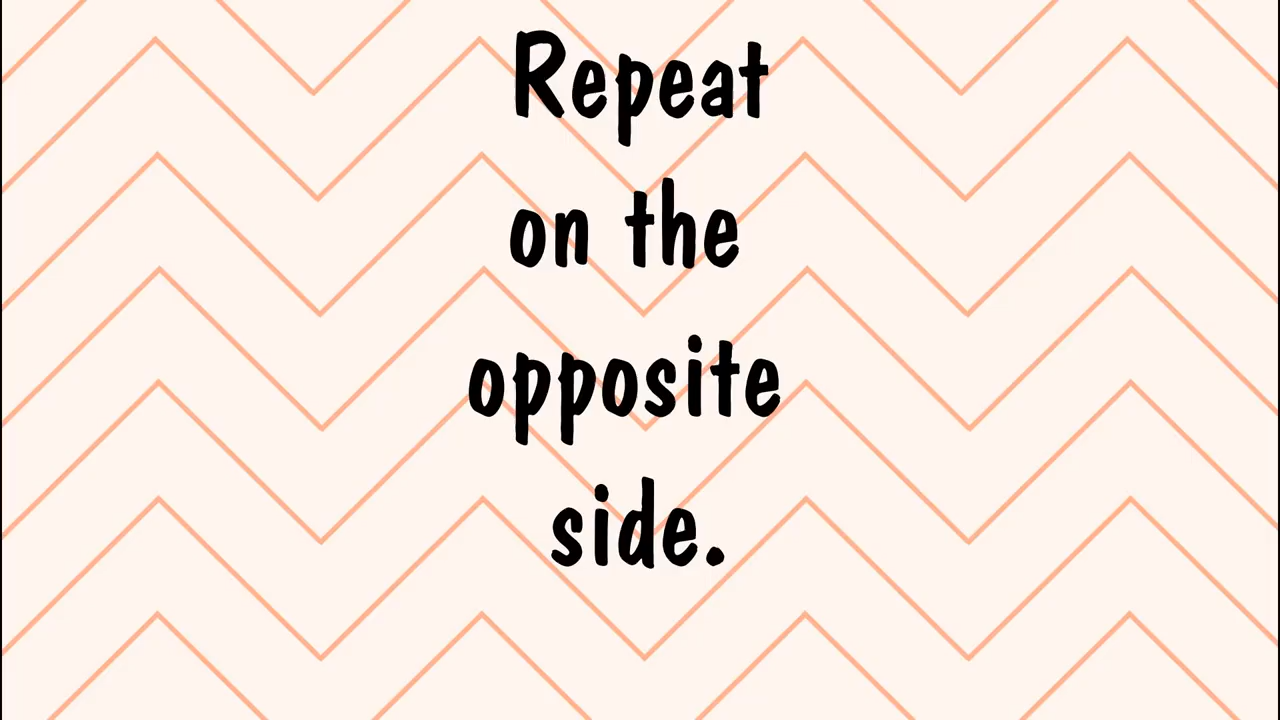 Repeat
on the
opposite
side.